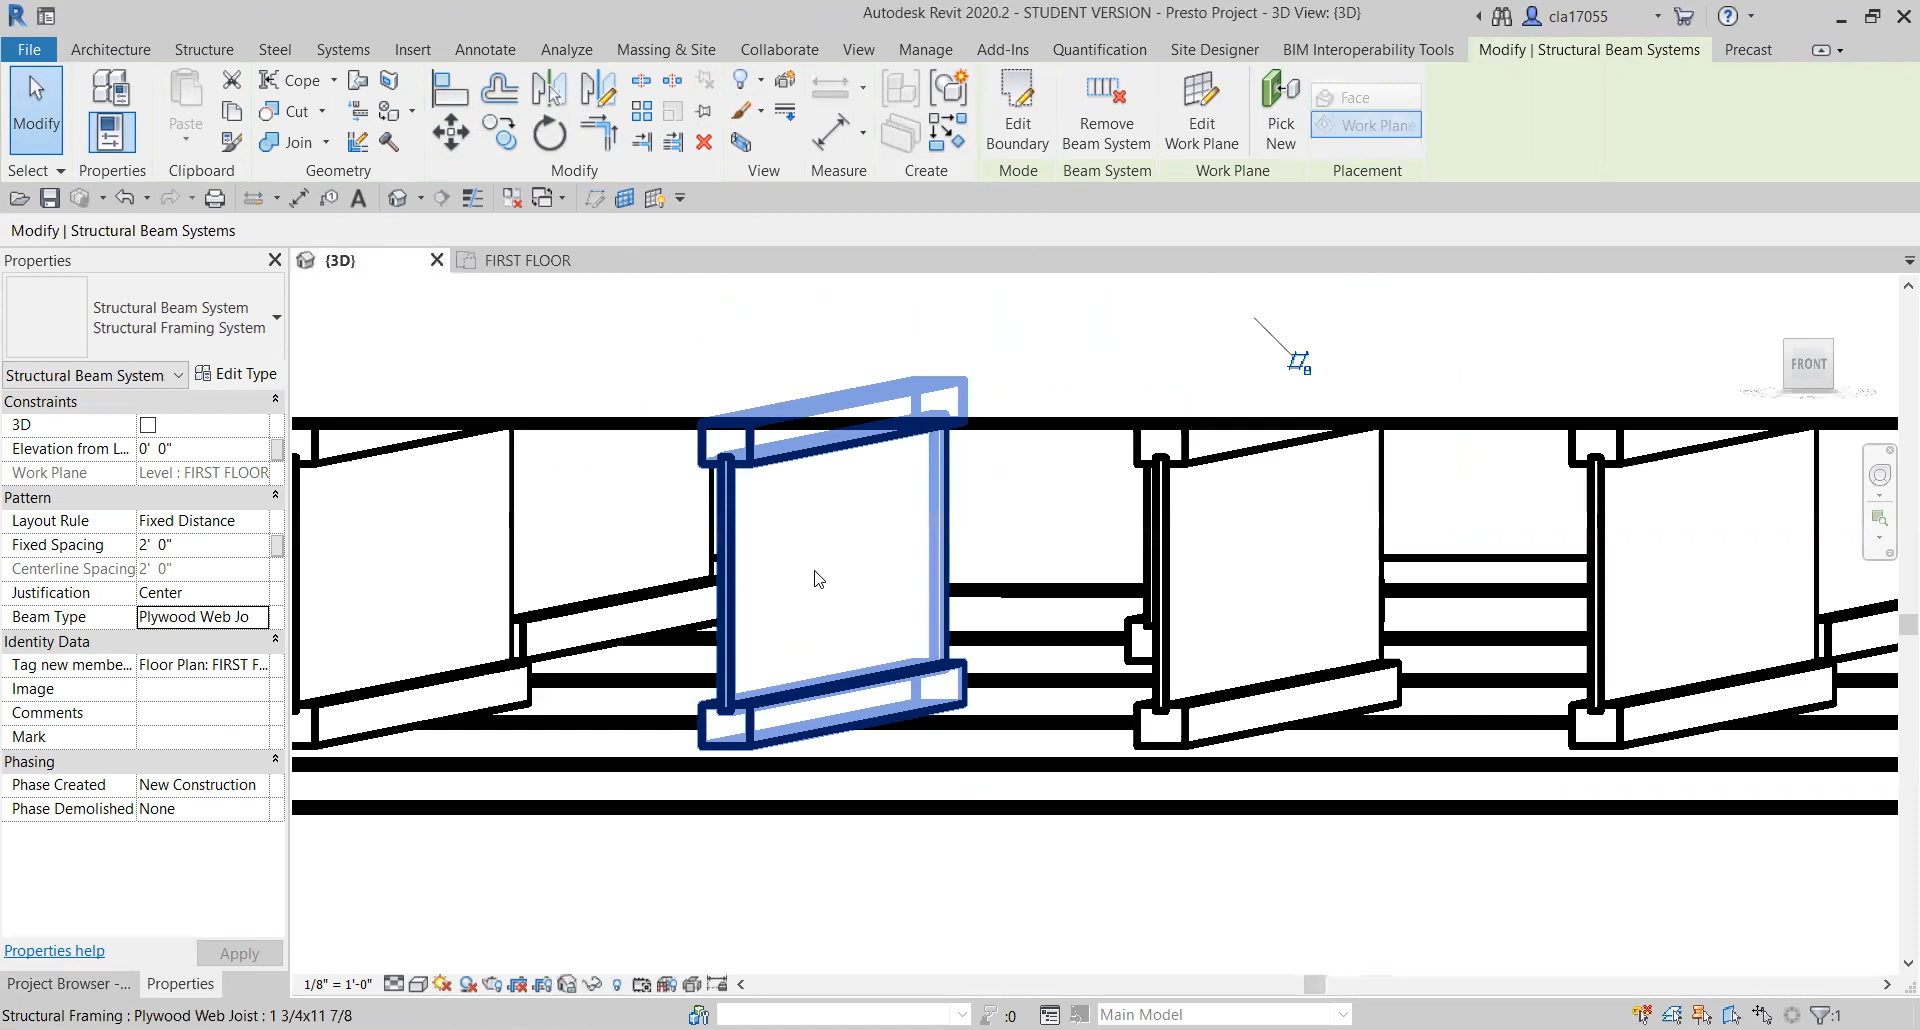 Autodesk Revit 2020.2 - STUDENT VERSION - Presto Project - 3D View: {3D}
cla17055
File Architecture Structure Steel Systems Insert Annotate Analyze Massing & Site Collaborate View Manage Add-Ins Quantification Site Designer BIM Interoperability Tools Modify | Structural Beam Systems Precast
Modify
Paste
Cope
Cut
Join
Edit Boundary
Remove Beam System
Edit Work Plane
Pick New
Face
Work Plane
Select Properties Clipboard Geometry Modify View Measure Create Mode Beam System Work Plane Placement
Modify | Structural Beam Systems
Properties
{3D}
FIRST FLOOR
Structural Beam System
Structural Framing System
Structural Beam System
Edit Type
Constraints
3D
Elevation from L... 0' 0"
Work Plane Level : FIRST FLOOR
Pattern
Layout Rule Fixed Distance
Fixed Spacing 2' 0"
Centerline Spacing 2' 0"
Justification Center
Beam Type Plywood Web Jo
Identity Data
Tag new membe... Floor Plan: FIRST F...
Image
Comments
Mark
Phasing
Phase Created New Construction
Phase Demolished None
FRONT
Properties help
Apply
Project Browser -... Properties
1/8" = 1'-0"
Structural Framing : Plywood Web Joist : 1 3/4x11 7/8
:0
Main Model
:1